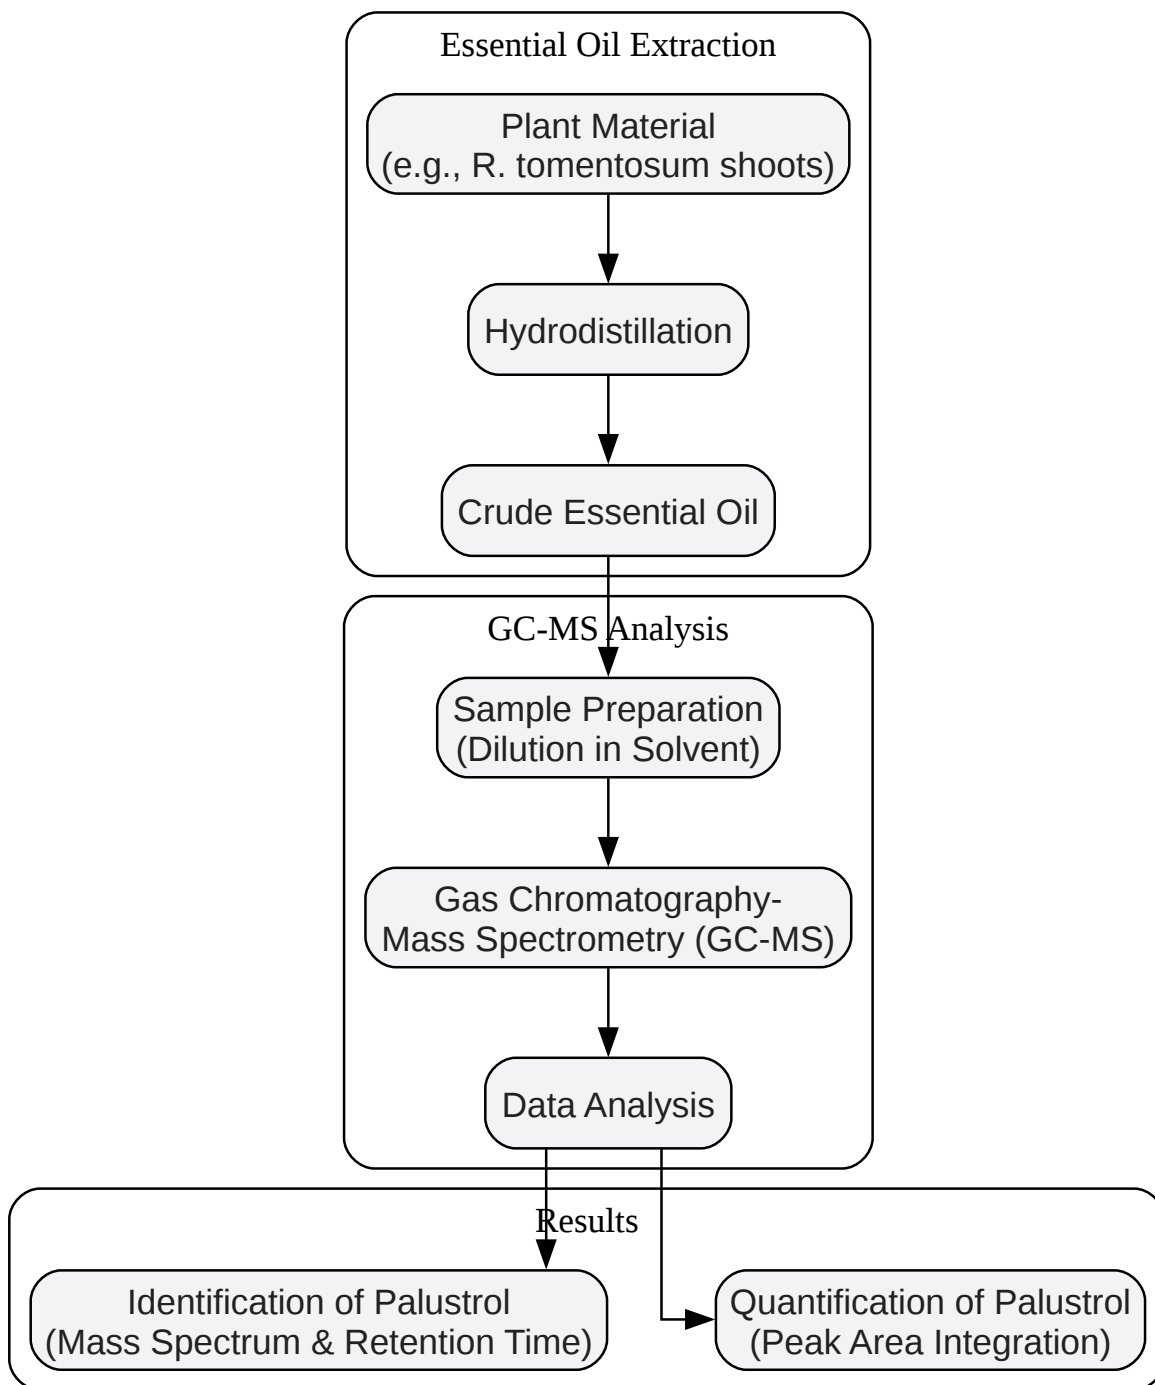 Essential Oil Extraction
Plant Material
(e.g., R. tomentosum shoots)
Hydrodistillation
Crude Essential Oil
GC-MS Analysis
Sample Preparation
(Dilution in Solvent)
Gas Chromatography-
Mass Spectrometry (GC-MS)
Data Analysis
Results
Identification of Palustrol
(Mass Spectrum & Retention Time)
Quantification of Palustrol
(Peak Area Integration)